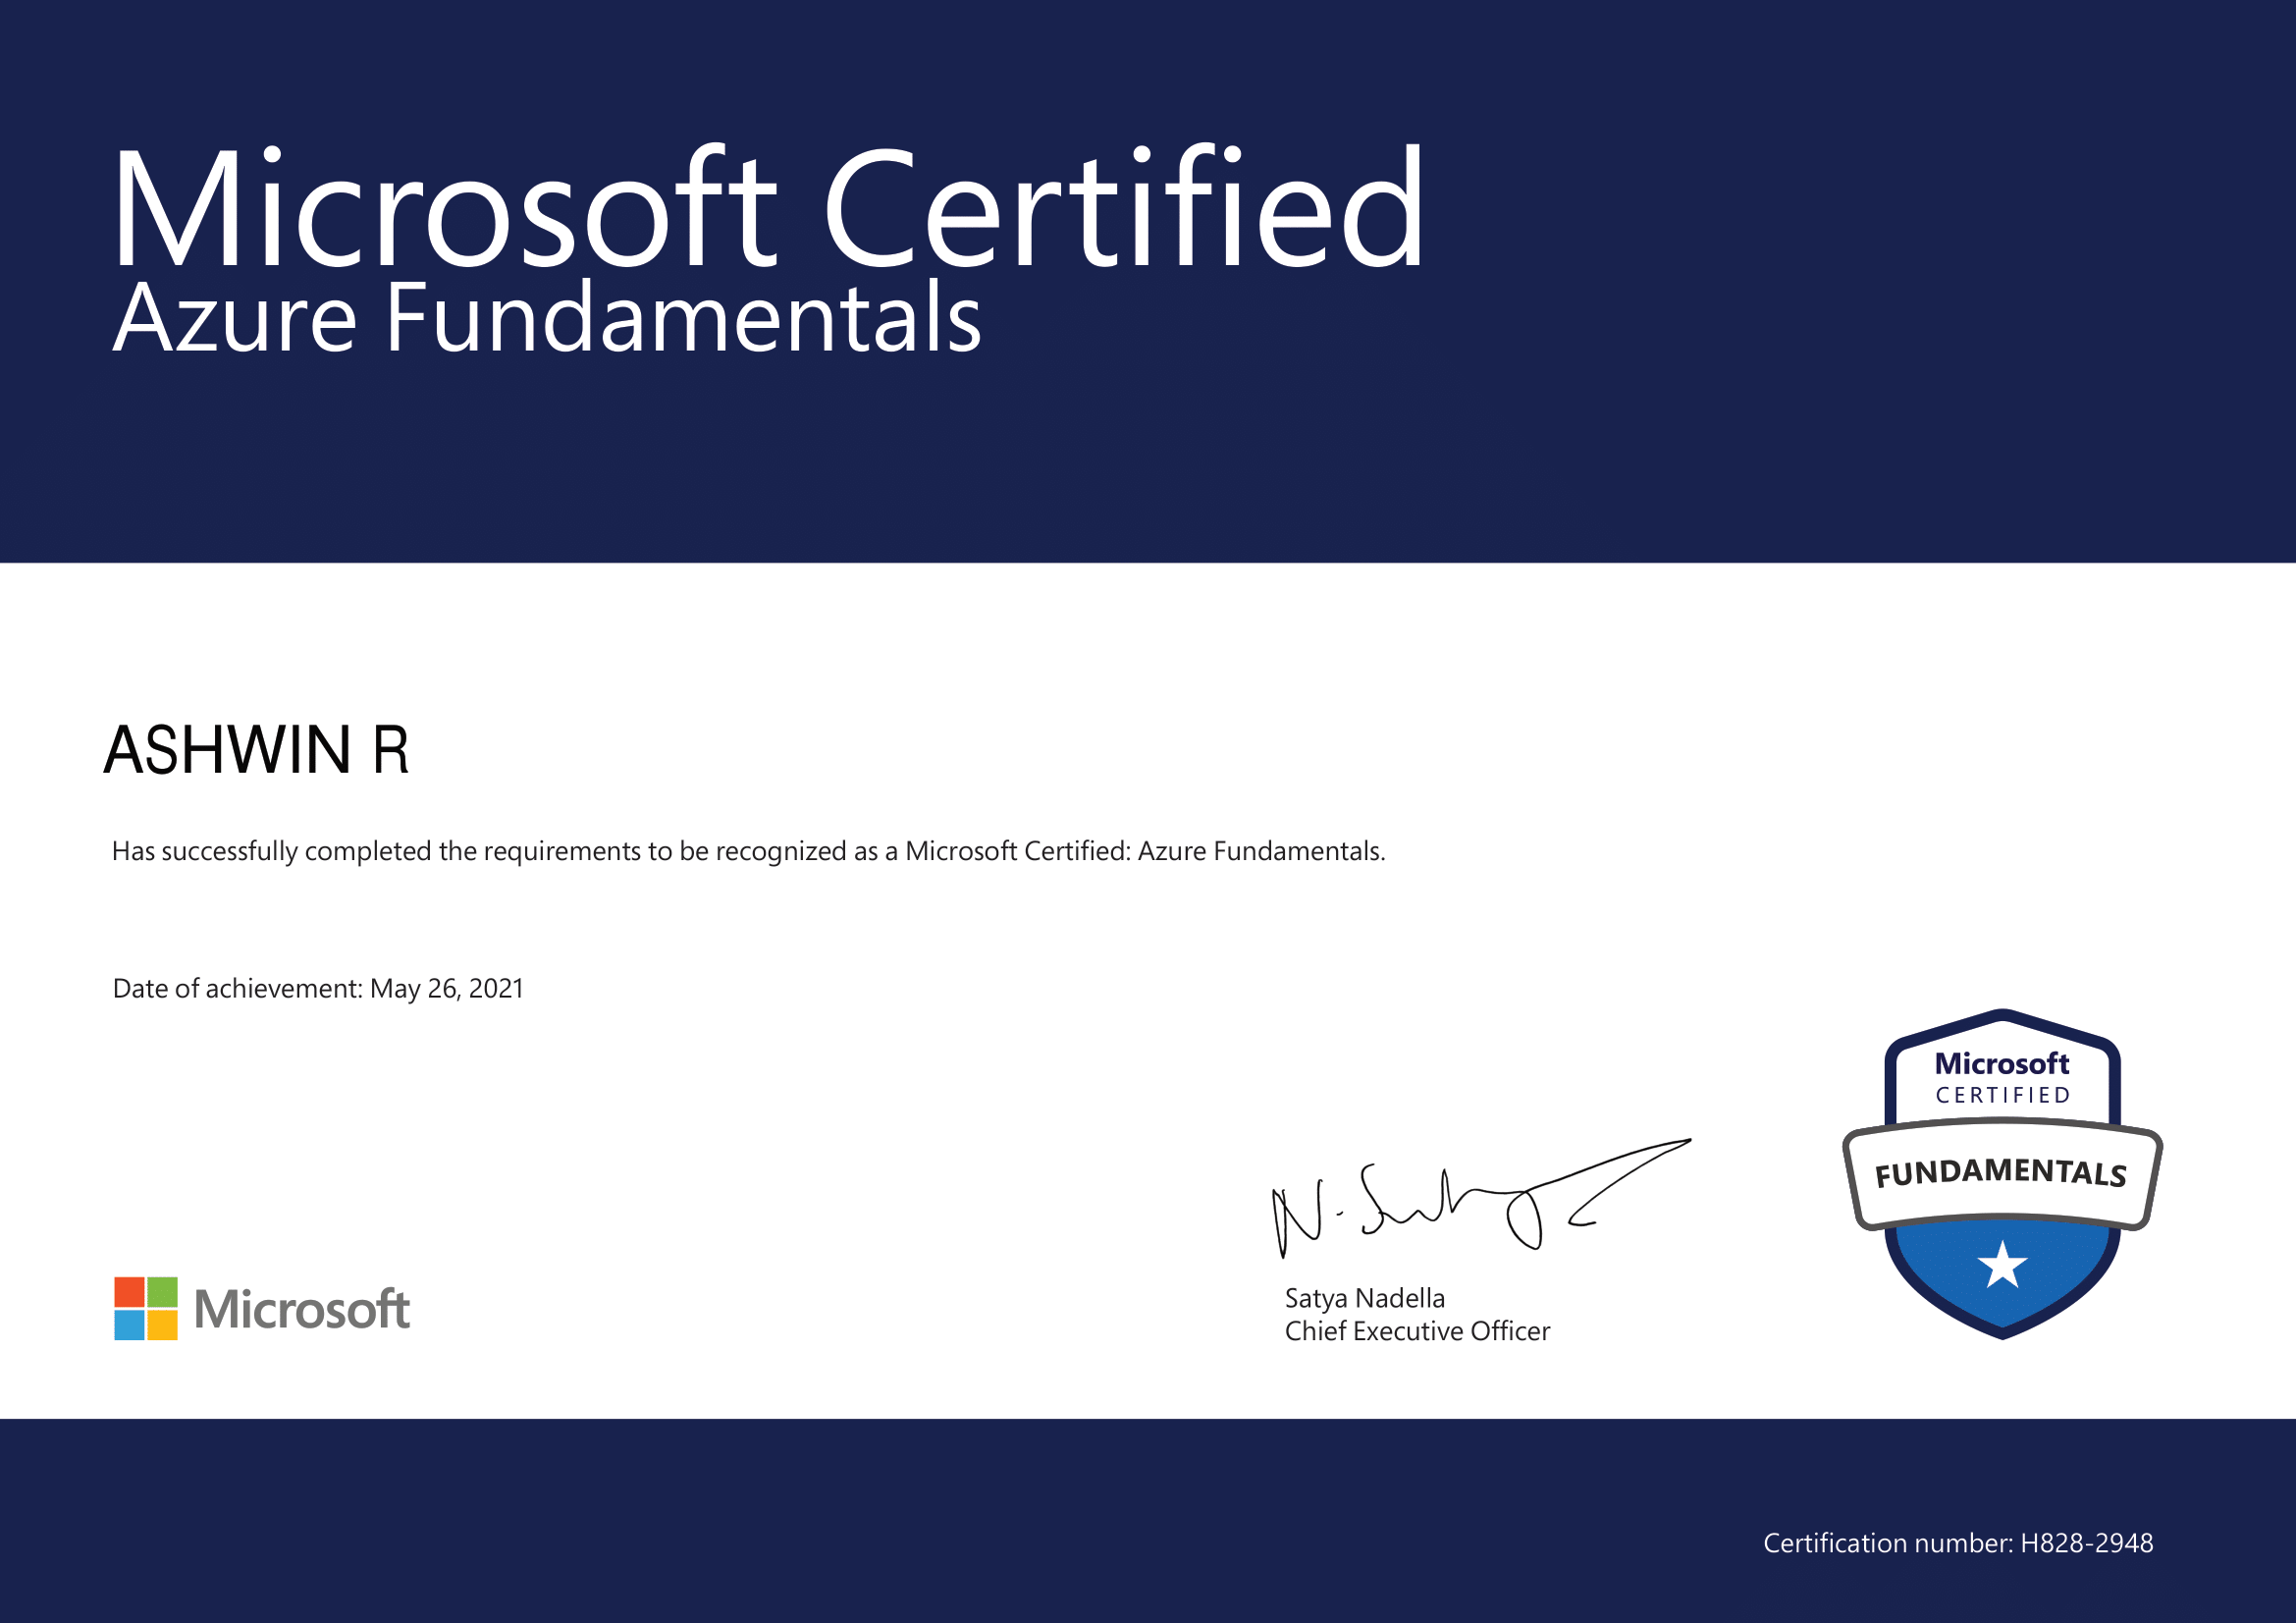 Microsoft Certified
Azure Fundamentals
ASHWIN R
Has successfully completed the requirements to be recognized as a Microsoft Certified: Azure Fundamentals.
Date of achievement: May 26, 2021
Microsoft
CERTIFIED
FUNDAMENTALS
N. Satya
Satya Nadella
Chief Executive Officer
Microsoft
Certification number: H828-2948